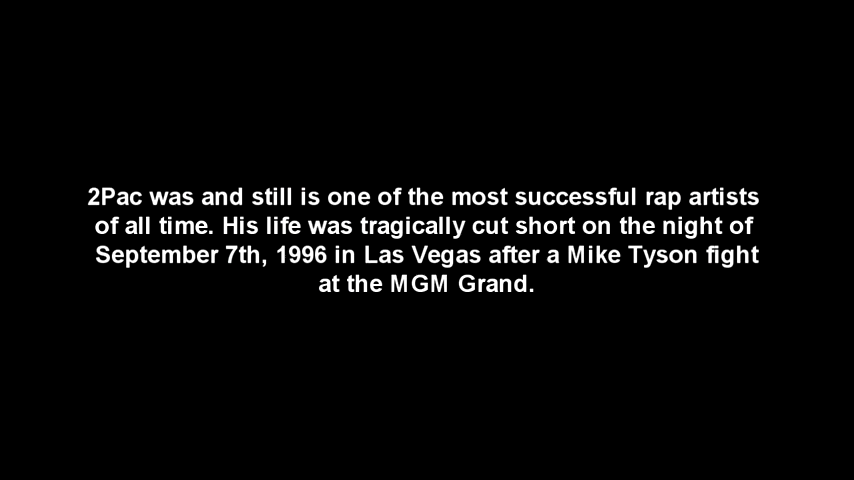 2Pac was and still is one of the most successful rap artists
of all time. His life was tragically cut short on the night of
September 7th, 1996 in Las Vegas after a Mike Tyson fight
at the MGM Grand.